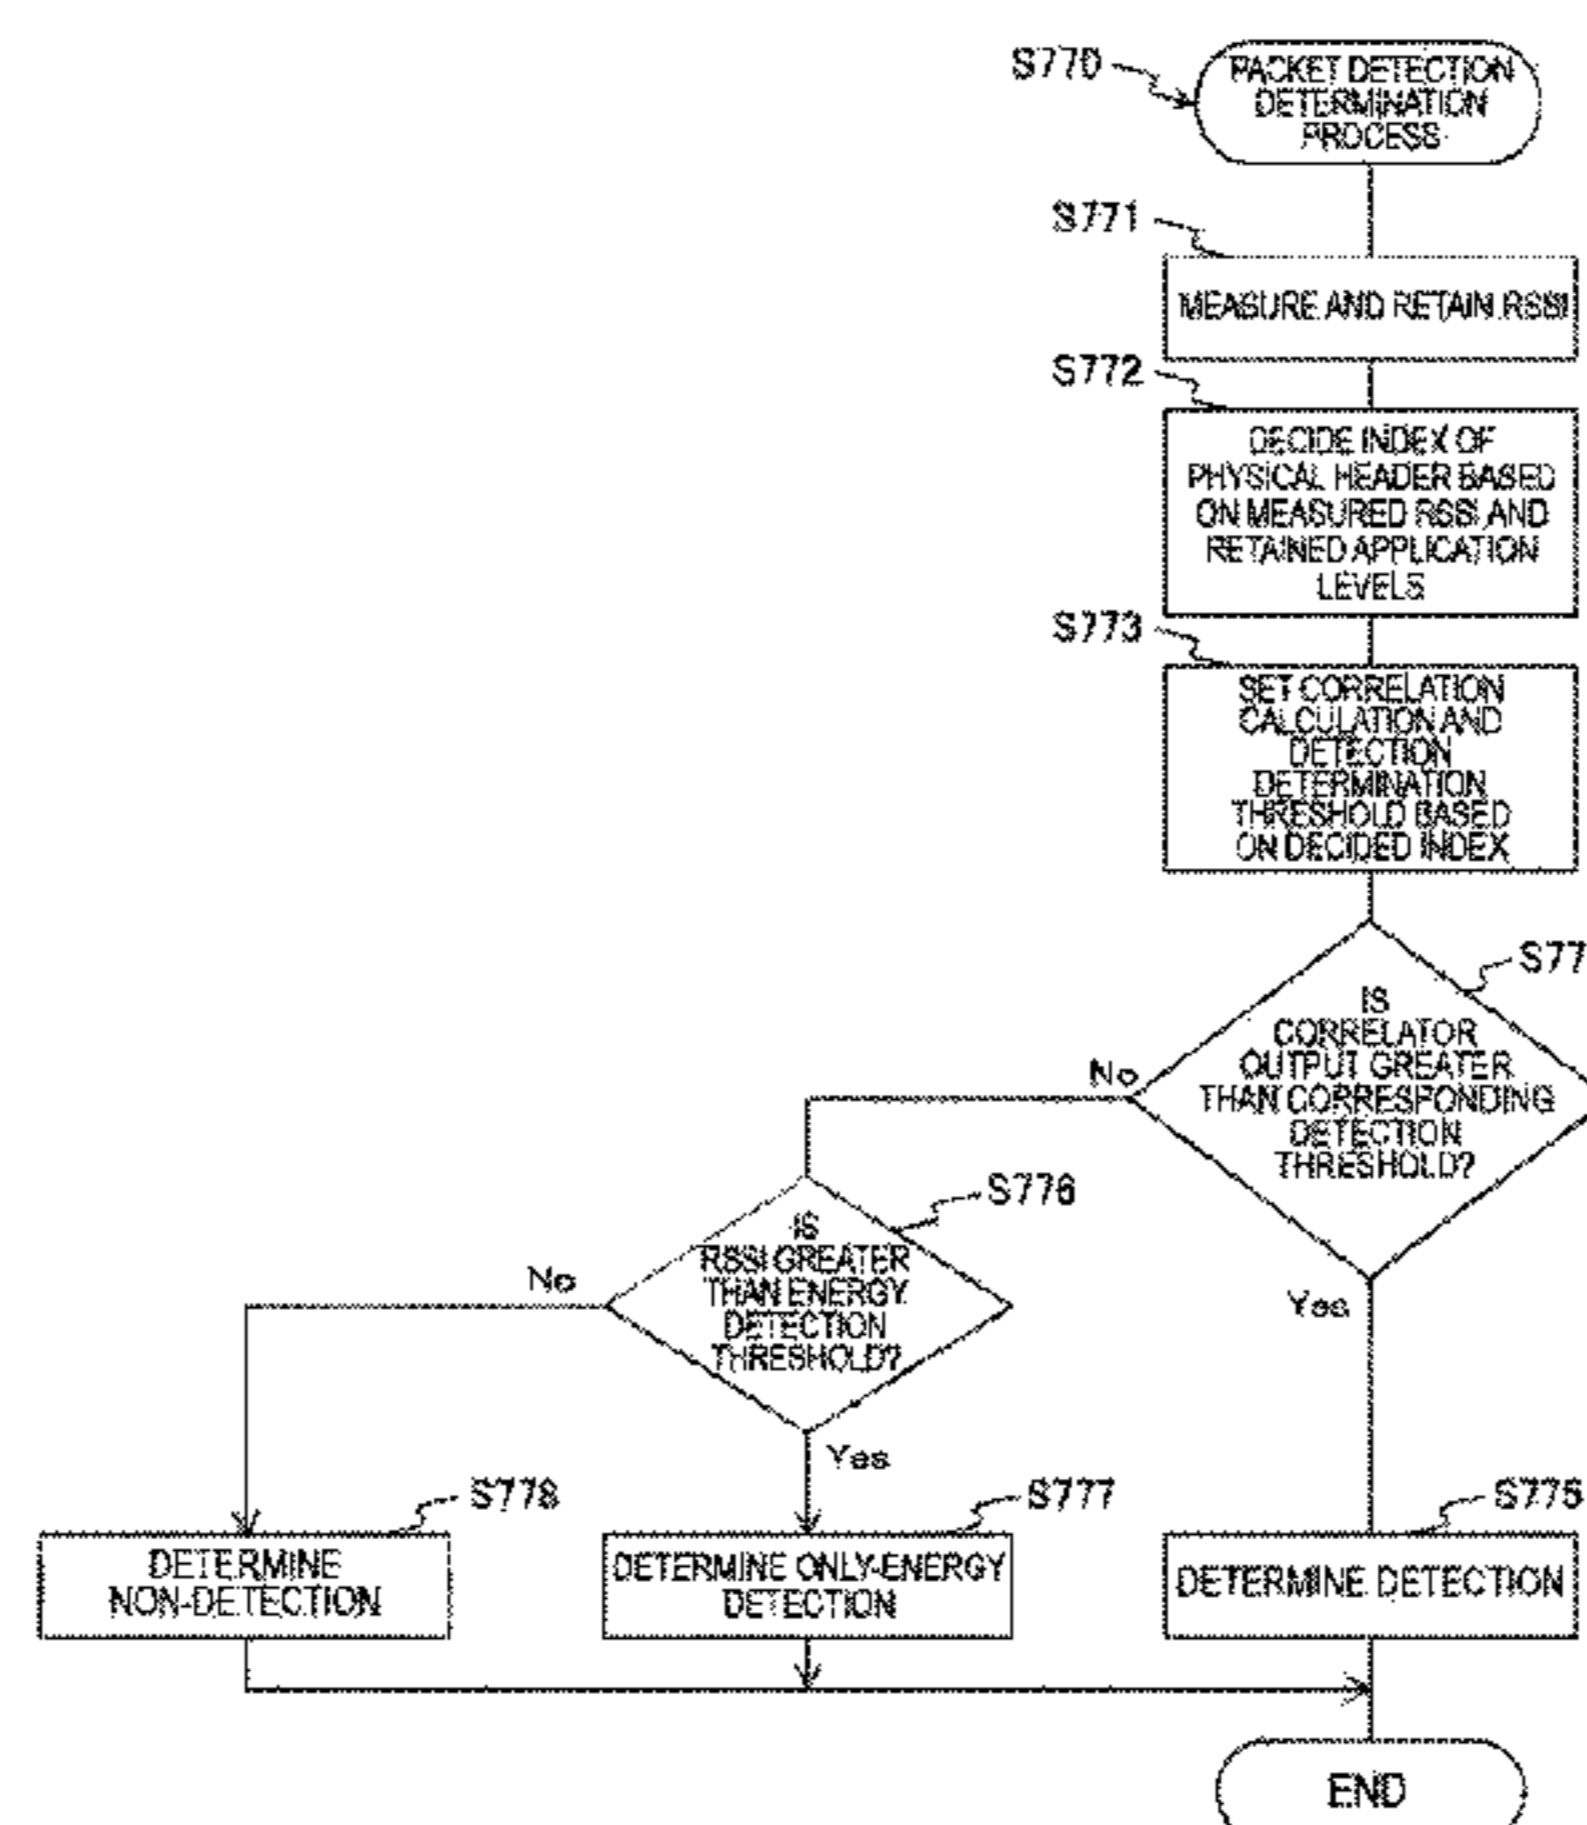 S770
PACKET DETECTION
DETERMINATION
PROCESS
S771
MEASURE AND RETAIN RSSI
S772
DECIDE INDEX OF
PHYSICAL HEADER BASED
ON MEASURED RSSI AND
RETAINED APPLICATION
LEVELS
S773
SET CORRELATION
CALCULATION AND
DETECTION
DETERMINATION
THRESHOLD BASED
ON DECIDED INDEX
S77
IS
CORRELATOR
OUTPUT GREATER
THAN CORRESPONDING
DETECTION
THRESHOLD?
No
Yes
S776
IS
RSSI GREATER
THAN ENERGY
DETECTION
THRESHOLD?
No
Yes
S778
DETERMINE
NON-DETECTION
S777
DETERMINE ONLY-ENERGY
DETECTION
S775
DETERMINE DETECTION
END